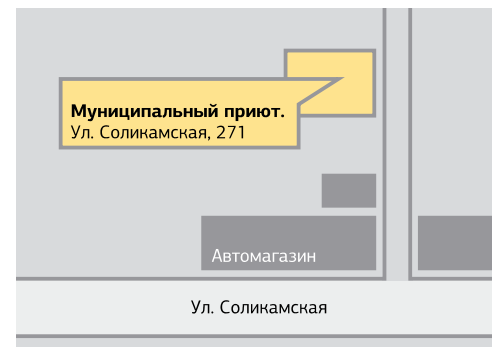 Муниципальный приют.
Ул. Соликамская, 271
Автомагазин
Ул. Соликамская